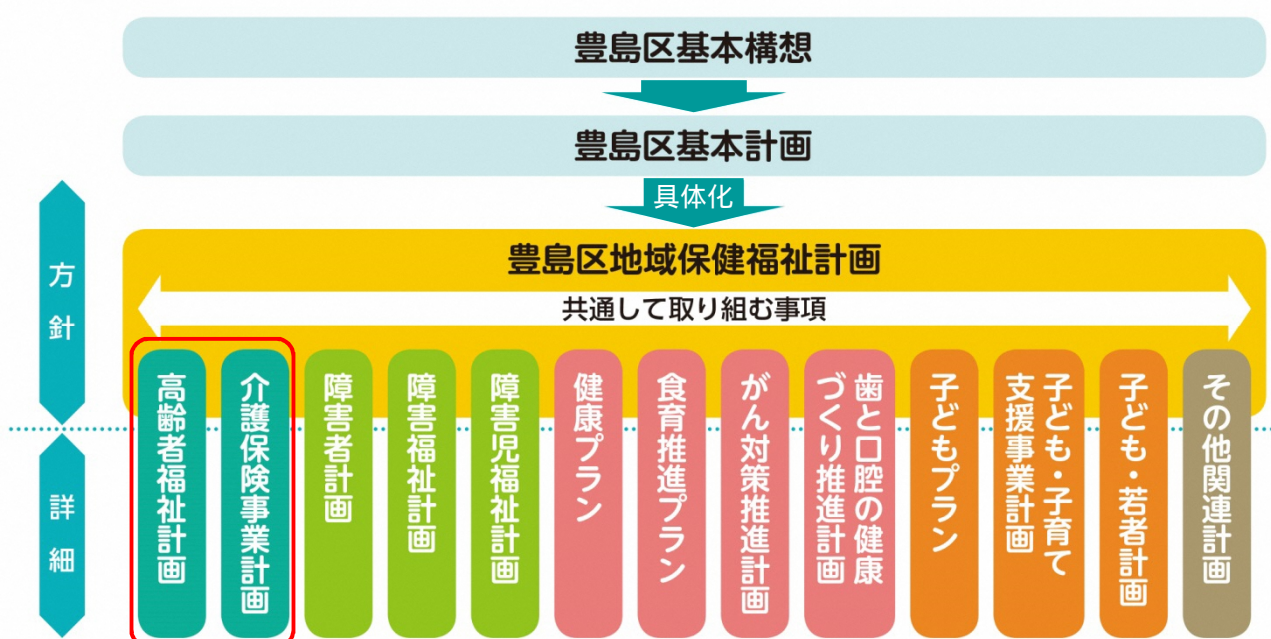 豊島区基本構想
豊島区基本計画
具体化
豊島区地域保健福祉計画
共通して取り組む事項
方針
詳細
高齢者福祉計画
介護保険事業計画
障害者計画
障害福祉計画
障害児福祉計画
健康プラン
食育推進プラン
がん対策推進計画
歯と口腔の健康
づくり推進計画
子どもプラン
子ども・子育て
支援事業計画
子ども・若者計画
その他関連計画